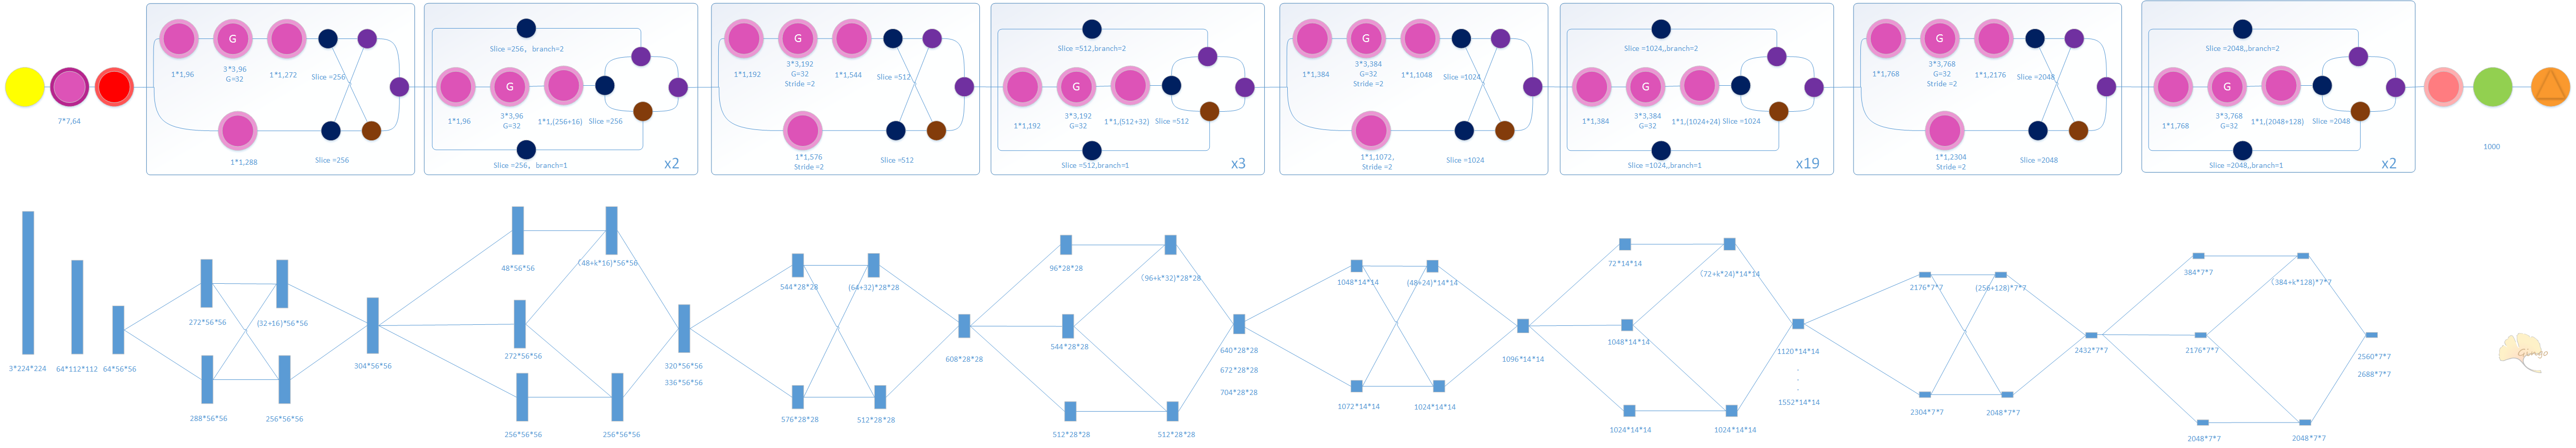 7*7,64
G
1*1,96
3*3,96
G=32
1*1,272
Slice =256
1*1,288
Slice =256
Slice =256,   branch=2
G
1*1,96
3*3,96
G=32
1*1,(256+16)
Slice =256
Slice =256,   branch=1
x2
G
1*1,192
3*3,192
G=32
Stride =2
1*1,544
Slice =512
1*1,576
Stride =2
Slice =512
Slice =512,branch=2
G
1*1,192
3*3,192
G=32
1*1,(512+32)
Slice =512
Slice =512,branch=1
x3
G
1*1,384
3*3,384
G=32
Stride =2
1*1,1048
Slice =1024
1*1,1072,
Stride =2
Slice =1024
Slice =1024,,branch=2
G
1*1,384
3*3,384
G=32
1*1,(1024+24)
Slice =1024
Slice =1024,,branch=1
x19
G
1*1,768
3*3,768
G=32
Stride =2
1*1,2176
Slice =2048
1*1,2304
Stride =2
Slice =2048
Slice =2048,,branch=2
G
1*1,768
3*3,768
G=32
1*1,(2048+128)
Slice =2048
Slice =2048,,branch=1
x2
1000
3*224*224
64*112*112
64*56*56
272*56*56
(32+16)*56*56
288*56*56
256*56*56
304*56*56
48*56*56
(48+k*16)*56*56
272*56*56
256*56*56
256*56*56
320*56*56
336*56*56
544*28*28
(64+32)*28*28
576*28*28
512*28*28
608*28*28
96*28*28
(96+k*32)*28*28
544*28*28
512*28*28
512*28*28
640*28*28
672*28*28
704*28*28
1048*14*14
(48+24)*14*14
1072*14*14
1024*14*14
1096*14*14
72*14*14
(72+k*24)*14*14
1048*14*14
1024*14*14
1024*14*14
1120*14*14
.
.
.
1552*14*14
2176*7*7
(256+128)*7*7
2304*7*7
2048*7*7
2432*7*7
384*7*7
(384+k*128)*7*7
2176*7*7
2048*7*7
2048*7*7
2560*7*7
2688*7*7
Gingo